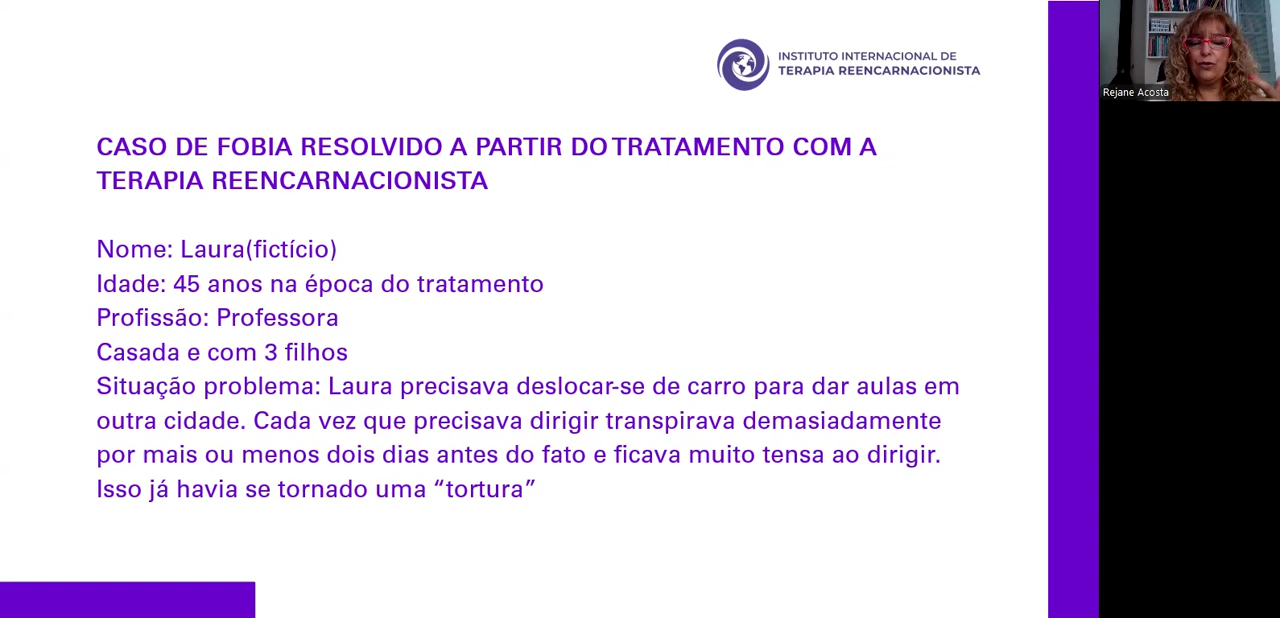 INSTITUTO INTERNACIONAL DE
TERAPIA REENCARNACIONISTA
Rejane Acosta
CASO DE FOBIA RESOLVIDO A PARTIR DO TRATAMENTO COM A
TERAPIA REENCARNACIONISTA
Nome: Laura(fictício)
Idade: 45 anos na época do tratamento
Profissão: Professora
Casada e com 3 filhos
Situação problema: Laura precisava deslocar-se de carro para dar aulas em
outra cidade. Cada vez que precisava dirigir transpirava demasiadamente
por mais ou menos dois dias antes do fato e ficava muito tensa ao dirigir.
Isso já havia se tornado uma “tortura”